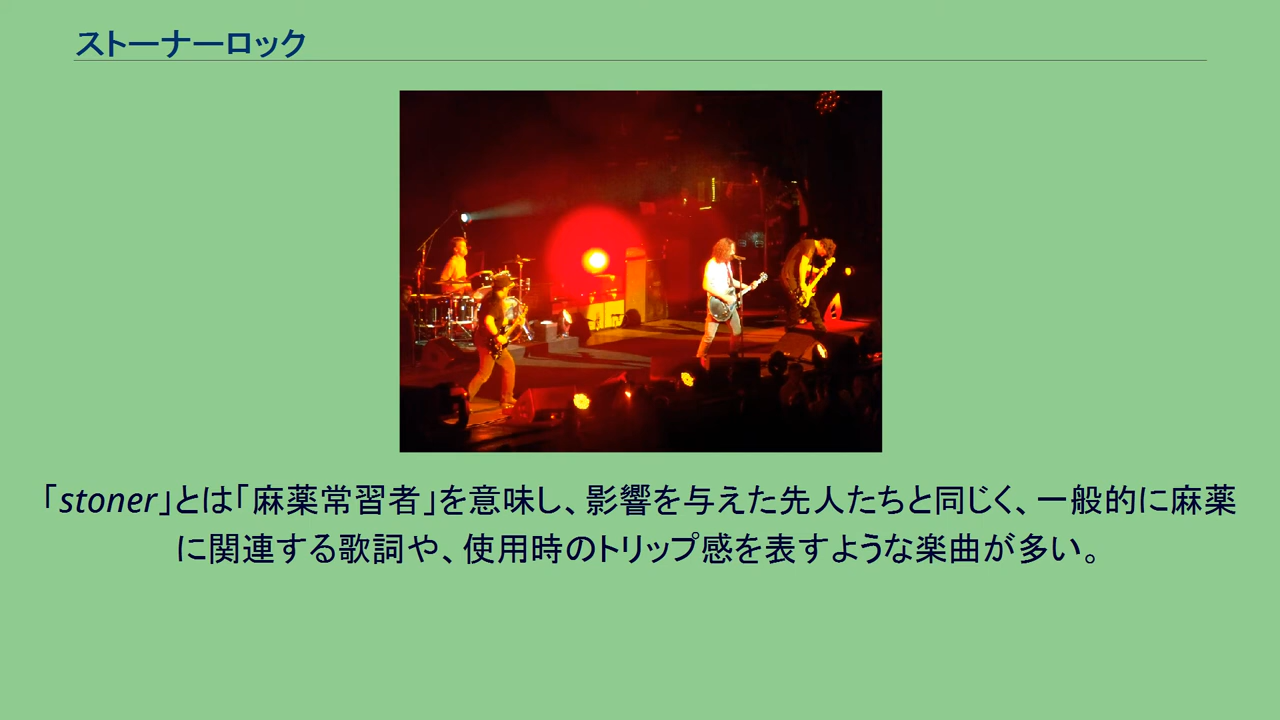 ストーナーロック
「stoner」とは「麻薬常習者」を意味し、影響を与えた先人たちと同じく、一般的に麻薬
に関連する歌詞や、使用時のトリップ感を表すような楽曲が多い。